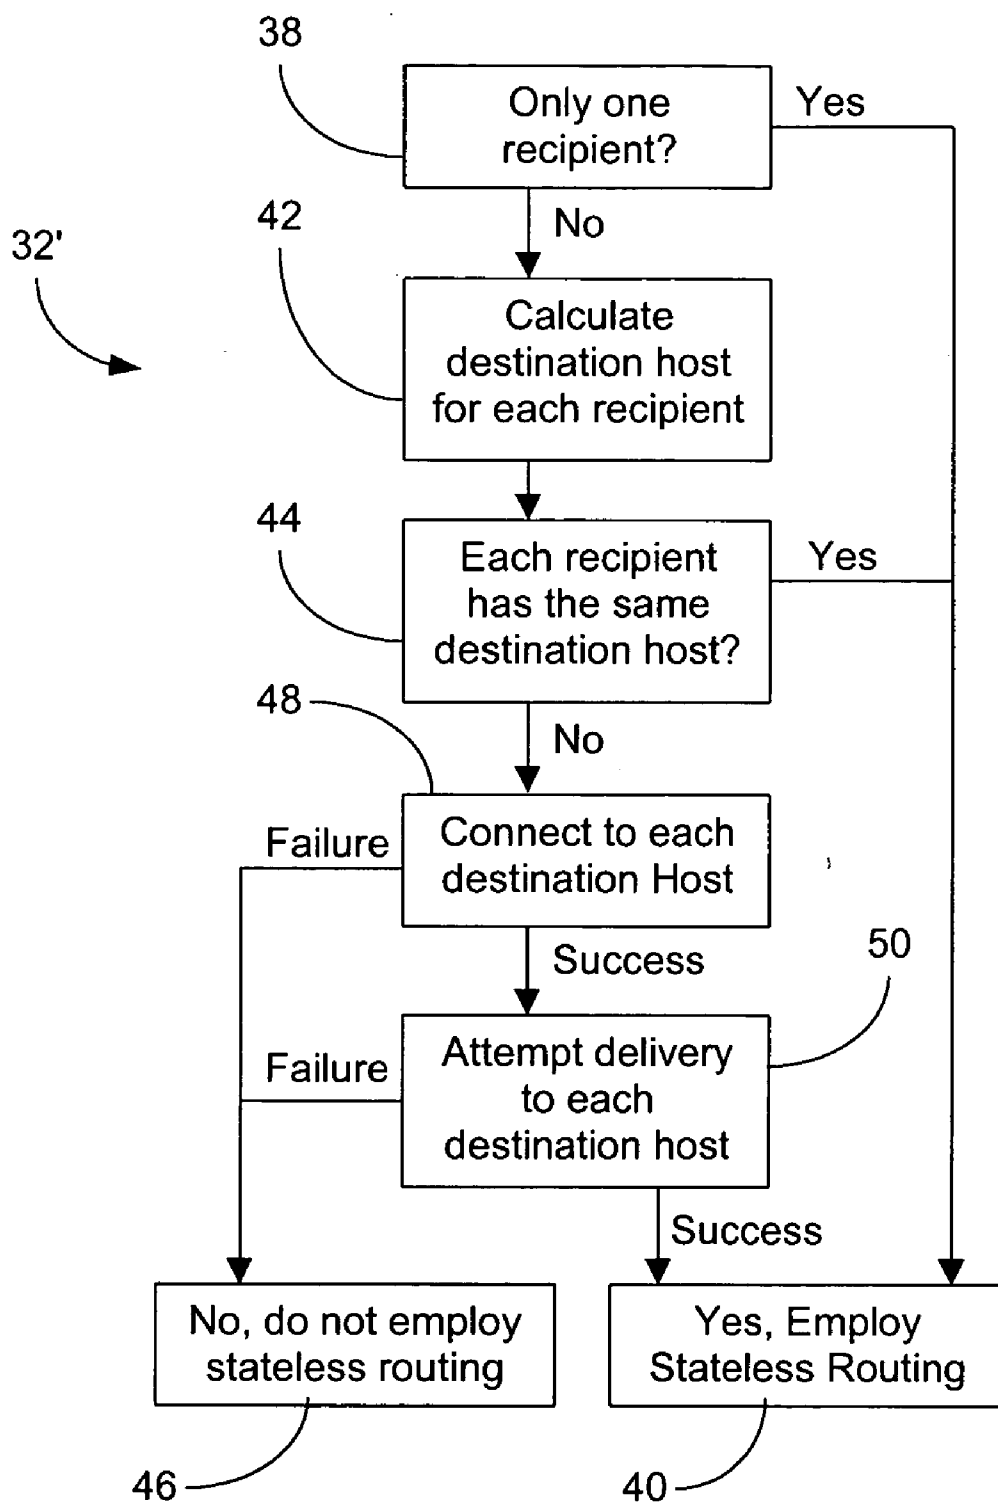 38
Only one
recipient?
Yes
No
42
32'
Calculate
destination host
for each recipient
44
Each recipient
has the same
destination host?
Yes
48
No
Failure
Connect to each
destination Host
Success
50
Failure
Attempt delivery
to each
destination host
Success
No, do not employ
stateless routing
Yes, Employ
Stateless Routing
46
40